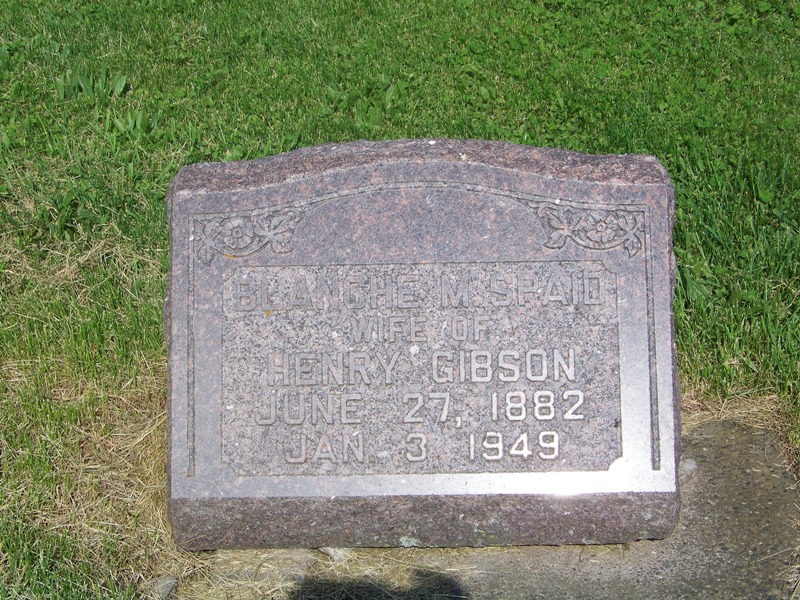 BLANCHE M. SPAID
WIFE OF
HENRY GIBSON
JUNE 27, 1882
JAN. 3 1949